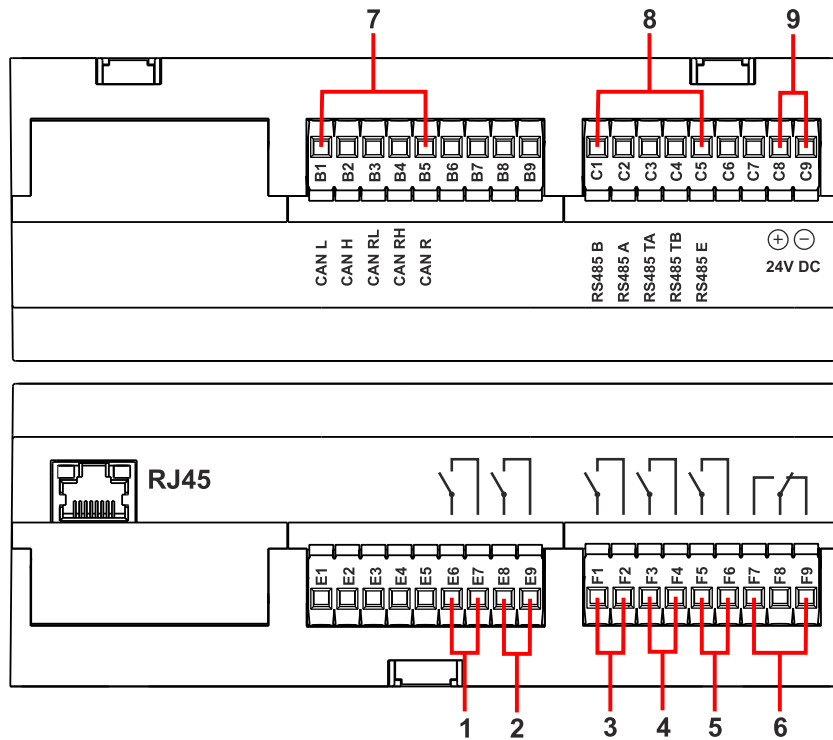 7 8 9
B1 B2 B3 B4 B5 B6 B7 B8 B9 C1 C2 C3 C4 C5 C6 C7 C8 C9
CAN L
CAN H
CAN RL
CAN RH
CAN R
RS485 B
RS485 A
RS485 TA
RS485 TB
RS485 E
+ −
24V DC
RJ45
E1 E2 E3 E4 E5 E6 E7 E8 E9 F1 F2 F3 F4 F5 F6 F7 F8 F9
1 2 3 4 5 6